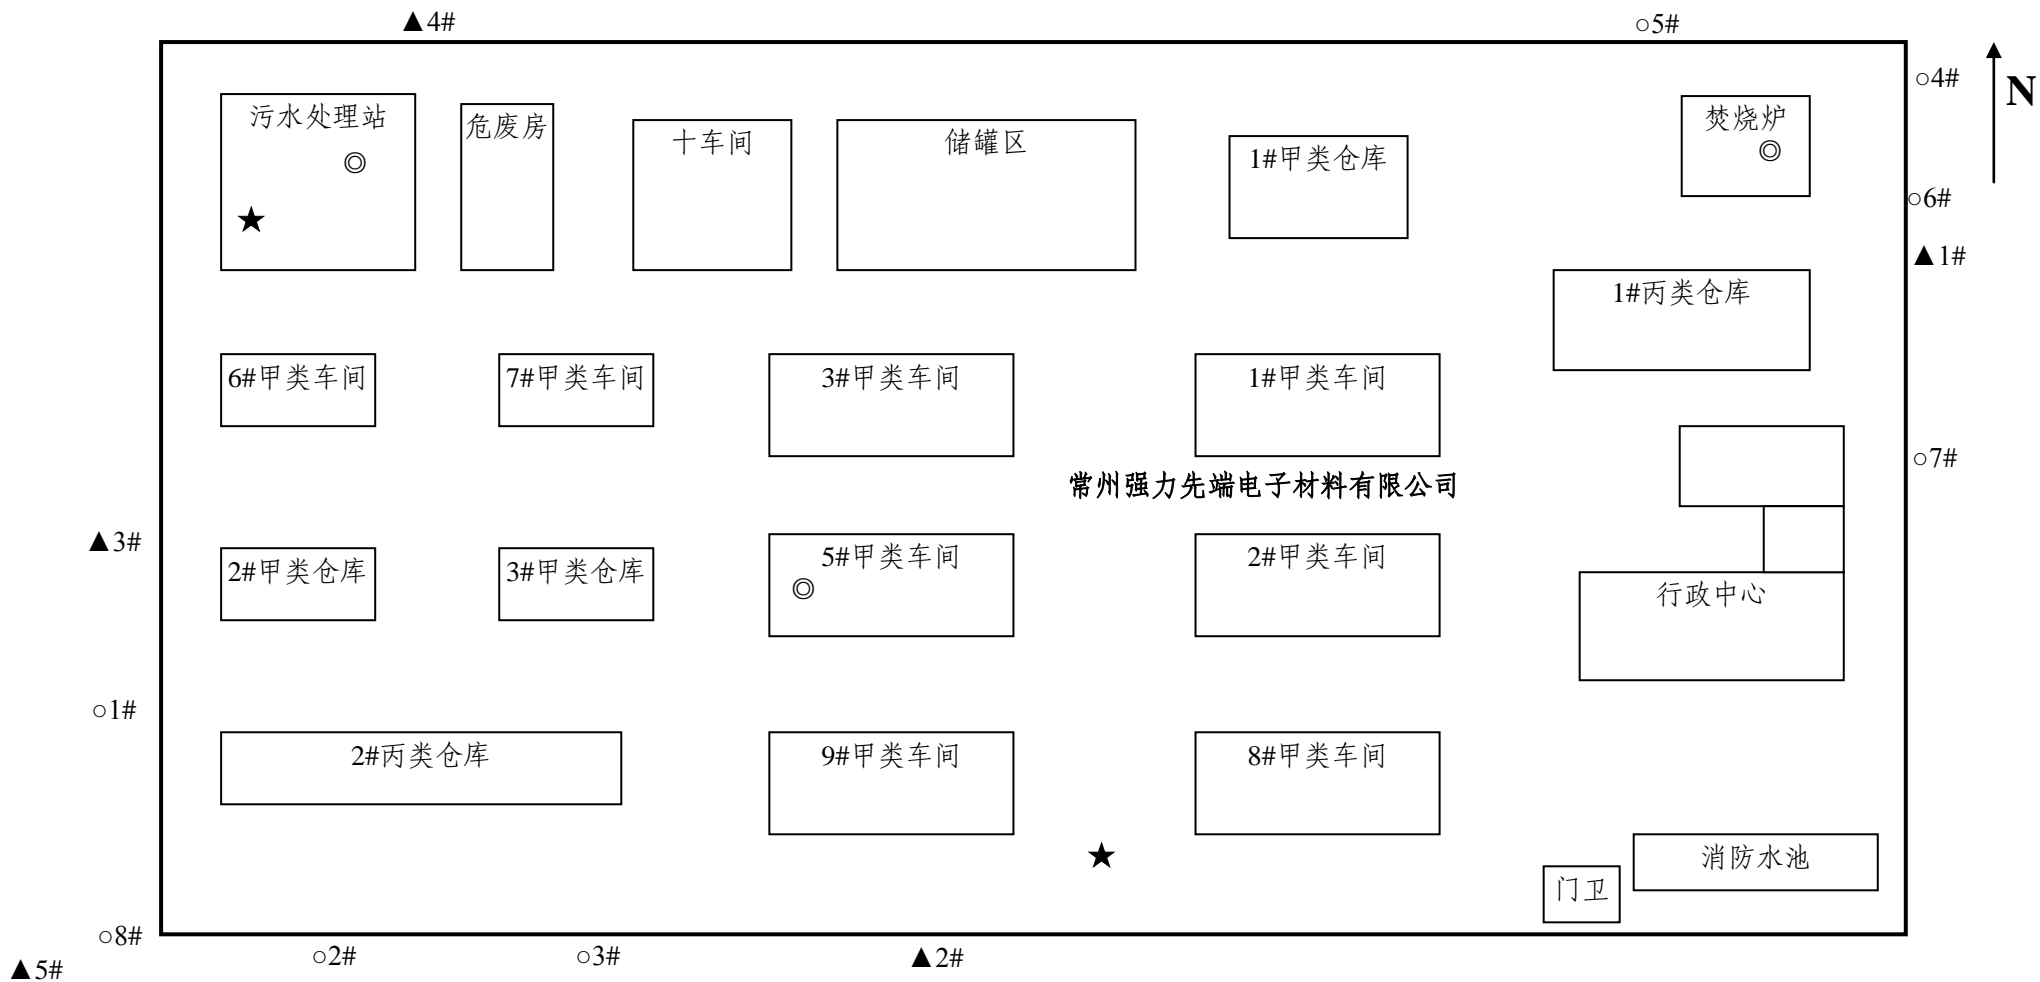 ▲4#
○5#
○4#
N
污水处理站
◎
★
危废房
十车间
储罐区
1#甲类仓库
焚烧炉
◎
○6#
▲1#
1#丙类仓库
6#甲类车间
7#甲类车间
3#甲类车间
1#甲类车间
○7#
常州强力先端电子材料有限公司
▲3#
2#甲类仓库
3#甲类仓库
5#甲类车间
◎
2#甲类车间
行政中心
○1#
2#丙类仓库
9#甲类车间
8#甲类车间
★
消防水池
门卫
○8#
○2#
○3#
▲2#
▲5#